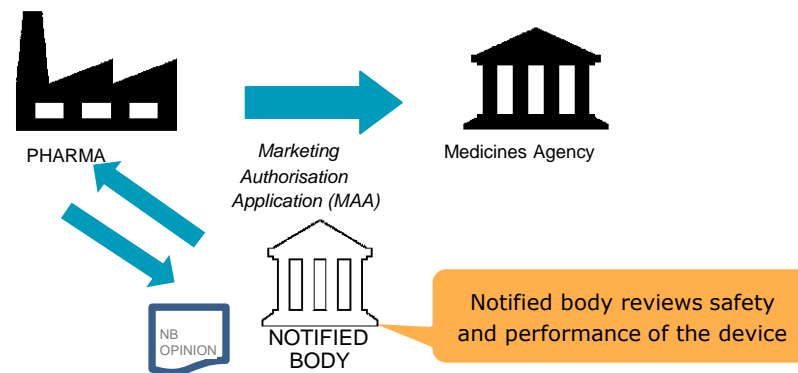 PHARMA
Marketing
Authorisation
Application (MAA)
Medicines Agency
NB
OPINION
NOTIFIED
BODY
Notified body reviews safety
and performance of the device